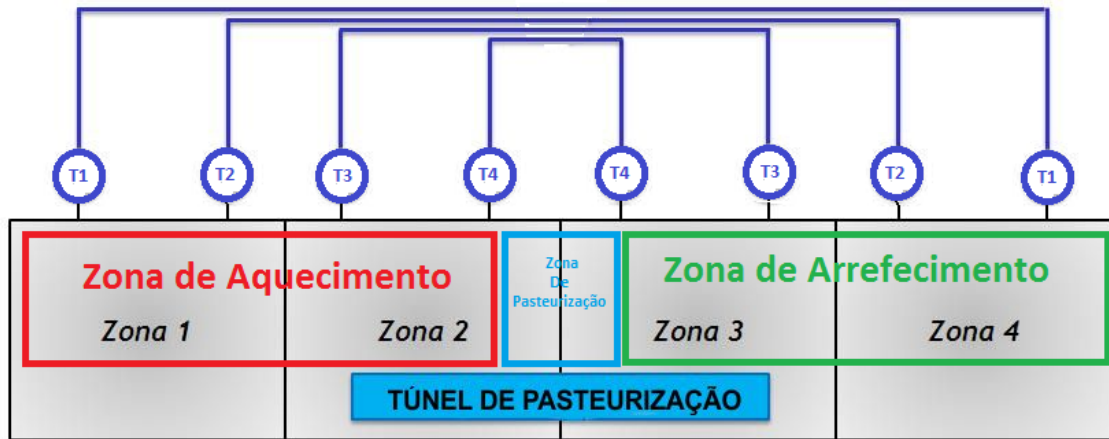 T1 T2 T3 T4 T4 T3 T2 T1
Zona de Aquecimento
Zona
De
Pasteurização
Zona de Arrefecimento
Zona 1 Zona 2 Zona 3 Zona 4
TÚNEL DE PASTEURIZAÇÃO